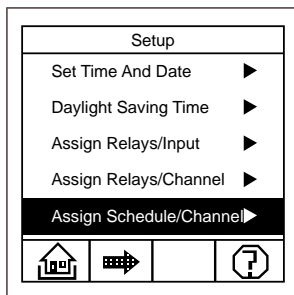 Setup
Set Time And Date
Daylight Saving Time
Assign Relays/Input
Assign Relays/Channel
Assign Schedule/Channel
?